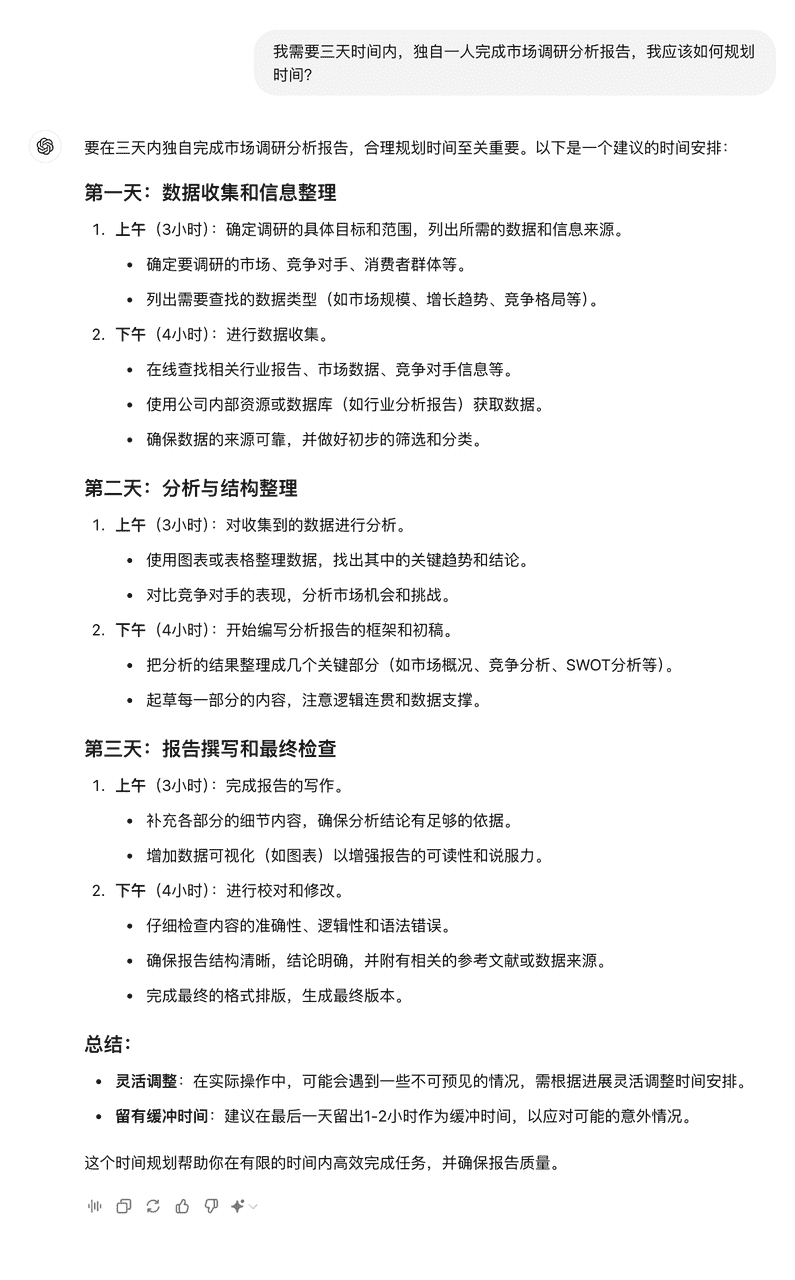 我需要三天时间内，独自一人完成市场调研分析报告，我应该如何规划
时间？
要在三天内独自完成市场调研分析报告，合理规划时间至关重要。以下是一个建议的时间安排：
第一天：数据收集和信息整理
1. 上午（3小时）：确定调研的具体目标和范围，列出所需的数据和信息来源。
• 确定要调研的市场、竞争对手、消费者群体等。
• 列出需要查找的数据类型（如市场规模、增长趋势、竞争格局等）。
2. 下午（4小时）：进行数据收集。
• 在线查找相关行业报告、市场数据、竞争对手信息等。
• 使用公司内部资源或数据库（如行业分析报告）获取数据。
• 确保数据的来源可靠，并做好初步的筛选和分类。
第二天：分析与结构整理
1. 上午（3小时）：对收集到的数据进行分析。
• 使用图表或表格整理数据，找出其中的关键趋势和结论。
• 对比竞争对手的表现，分析市场机会和挑战。
2. 下午（4小时）：开始编写分析报告的框架和初稿。
• 把分析的结果整理成几个关键部分（如市场概况、竞争分析、SWOT分析等）。
• 起草每一部分的内容，注意逻辑连贯和数据支撑。
第三天：报告撰写和最终检查
1. 上午（3小时）：完成报告的写作。
• 补充各部分的细节内容，确保分析结论有足够的依据。
• 增加数据可视化（如图表）以增强报告的可读性和说服力。
2. 下午（4小时）：进行校对和修改。
• 仔细检查内容的准确性、逻辑性和语法错误。
• 确保报告结构清晰，结论明确，并附有相关的参考文献或数据来源。
• 完成最终的格式排版，生成最终版本。
总结：
• 灵活调整：在实际操作中，可能会遇到一些不可预见的情况，需根据进展灵活调整时间安排。
• 留有缓冲时间：建议在最后一天留出1-2小时作为缓冲时间，以应对可能的意外情况。
这个时间规划帮助你在有限的时间内高效完成任务，并确保报告质量。